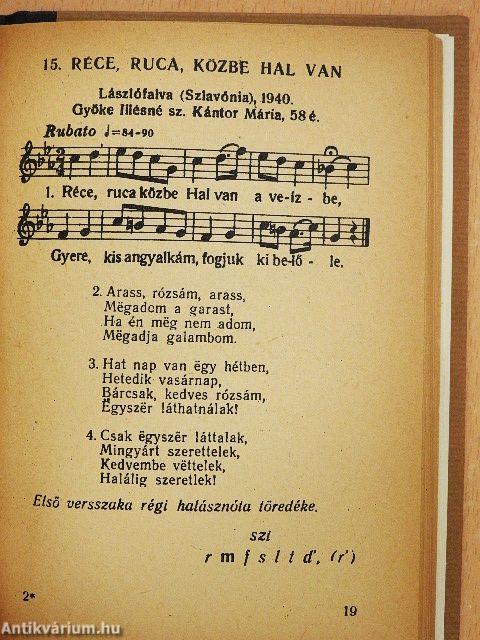 15. RÉCE, RUCA, KÖZBE HAL VAN
Lászlófalva (Szlavónia), 1940.
Gyöke Illésné sz. Kántor Mária, 58 é.
Rubato ♩=84-90
1. Réce, ruca közbe Hal van a ve-íz - be,
Gyere, kis angyalkám, fogjuk ki belő - le.
2. Arass, rózsám, arass,
Mëgadom a garast,
Ha én mëg nem adom,
Mëgadja galambom.
3. Hat nap van ëgy hétben,
Hetedik vasárnap,
Bárcsak, kedves rózsám,
Ëgyszër láthatnálak!
4. Csak ëgyszër láttalak,
Mingyárt szerettelek,
Kedvembe vëttelek,
Halálig szeretlek!
Első versszaka régi halásznóta töredéke.
szi
r m f s l t d', (r')
2*
19
Antikvárium.hu